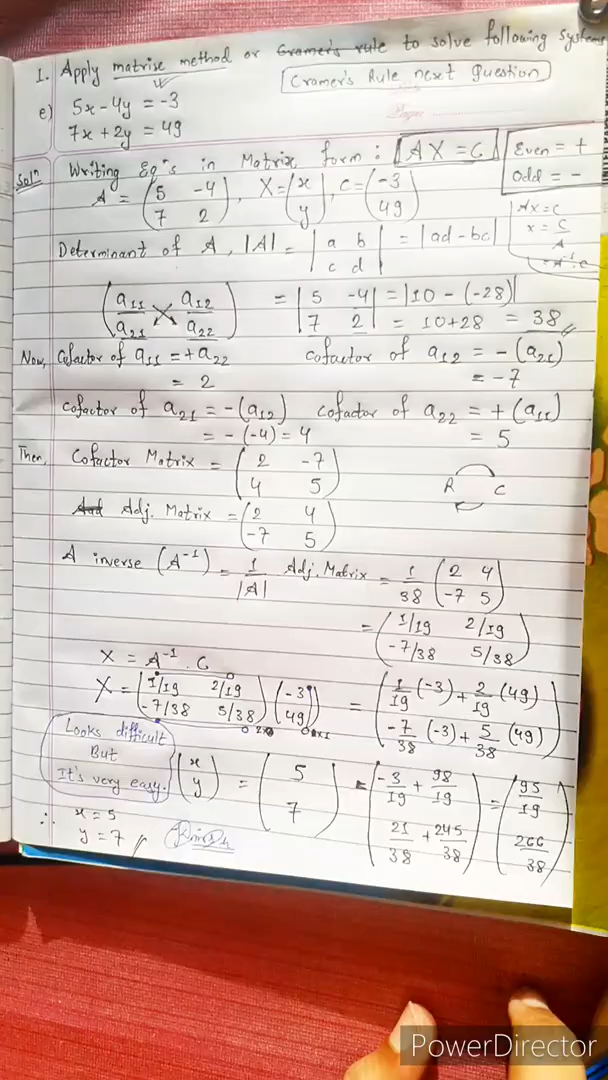 1. Apply matrix method or Cramer's rule to solve following systems
Cramer's Rule next Question
e) 5x - 4y = -3
7x + 2y = 49
Solⁿ Writing Eqⁿs in Matrix form : AX = C
Even = +
Odd = -
A = (5 -4
7 2), X = (x
y), C = (-3
49)
AX = C
x = C/A
= A⁻¹.C
Determinant of A, |A| = |a b
c d| = |ad - bc|
(a₁₁ a₁₂
a₂₁ a₂₂)
= |5 -4
7 2| = |10 - (-28)|
= 10 + 28 = 38
Now, Cofactor of a₁₁ = +a₂₂
= 2
cofactor of a₁₂ = -(a₂₁)
= -7
cofactor of a₂₁ = -(a₁₂)
= -(-4) = 4
cofactor of a₂₂ = +(a₁₁)
= 5
Then, Cofactor Matrix = (2 -7
4 5)
R C
And Adj. Matrix = (2 4
-7 5)
A inverse (A⁻¹) = 1/|A| Adj. Matrix = 1/38 (2 4
-7 5)
= (1/19 2/19
-7/38 5/38)
X = A⁻¹ . C
X = (1/19 2/19
-7/38 5/38) (-3
49) = (1/19 (-3) + 2/19 (49)
-7/38 (-3) + 5/38 (49))
Looks difficult
But
It's very easy.
(x
y) = (5
7) = (-3/19 + 98/19
21/38 + 245/38) = (95/19
266/38)
∴ x = 5
y = 7
PowerDirector